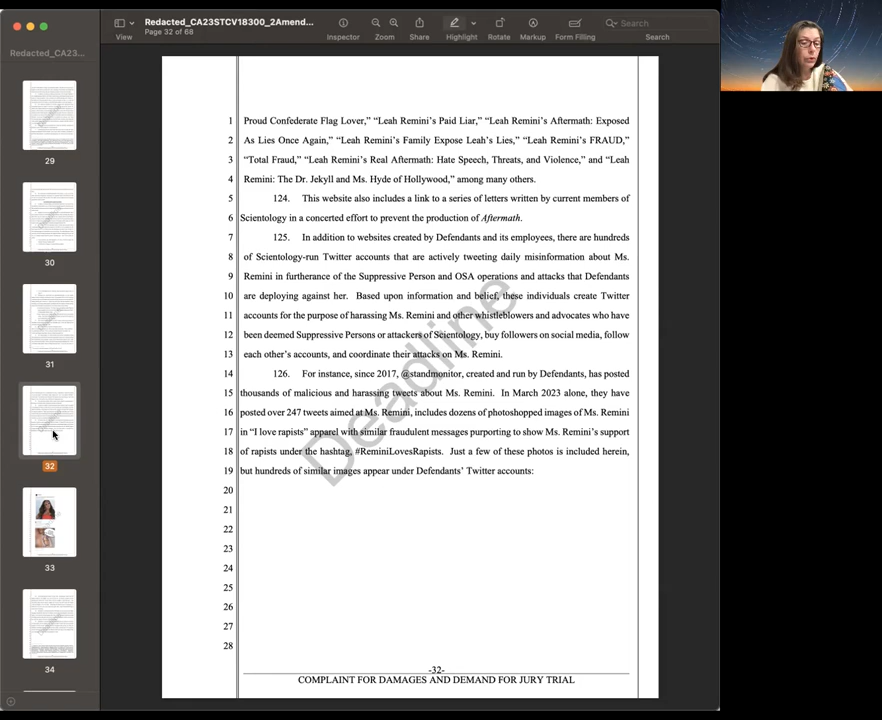 Redacted_CA23STCV1B300_2Amend...
Page 32 of 68
View
Inspector
Zoom
Share
Highlight
Rotate
Markup
Form Filling
Search
Search
Redacted_CA23...
29
30
31
32
33
34
1 Proud Confederate Flag Lover,” “Leah Remini’s Paid Liar,” “Leah Remini’s Aftermath: Exposed
2 As Lies Once Again,” “Leah Remini’s Family Expose Leah’s Lies,” “Leah Remini’s FRAUD,”
3 “Total Fraud,” “Leah Remini’s Real Aftermath: Hate Speech, Threats, and Violence,” and “Leah
4 Remini: The Dr. Jekyll and Ms. Hyde of Hollywood,” among many others.
5 124. This website also includes a link to a series of letters written by current members of
6 Scientology in a concerted effort to prevent the production of Aftermath.
7 125. In addition to websites created by Defendants and its employees, there are hundreds
8 of Scientology-run Twitter accounts that are actively tweeting daily misinformation about Ms.
9 Remini in furtherance of the Suppressive Person and OSA operations and attacks that Defendants
10 are deploying against her. Based upon information and belief, these individuals create Twitter
11 accounts for the purpose of harassing Ms. Remini and other whistleblowers and advocates who have
12 been deemed Suppressive Persons or attackers of Scientology, buy followers on social media, follow
13 each other’s accounts, and coordinate their attacks on Ms. Remini.
14 126. For instance, since 2017, @standmonitor, created and run by Defendants, has posted
15 thousands of malicious and harassing tweets about Ms. Remini. In March 2023 alone, they have
16 posted over 247 tweets aimed at Ms. Remini, includes dozens of photoshopped images of Ms. Remini
17 in “I love rapists” apparel with similar fraudulent messages purporting to show Ms. Remini’s support
18 of rapists under the hashtag, #ReminiLovesRapists. Just a few of these photos is included herein,
19 but hundreds of similar images appear under Defendants’ Twitter accounts:
20
21
22
23
24
25
26
27
28
Deadline
-32-
COMPLAINT FOR DAMAGES AND DEMAND FOR JURY TRIAL